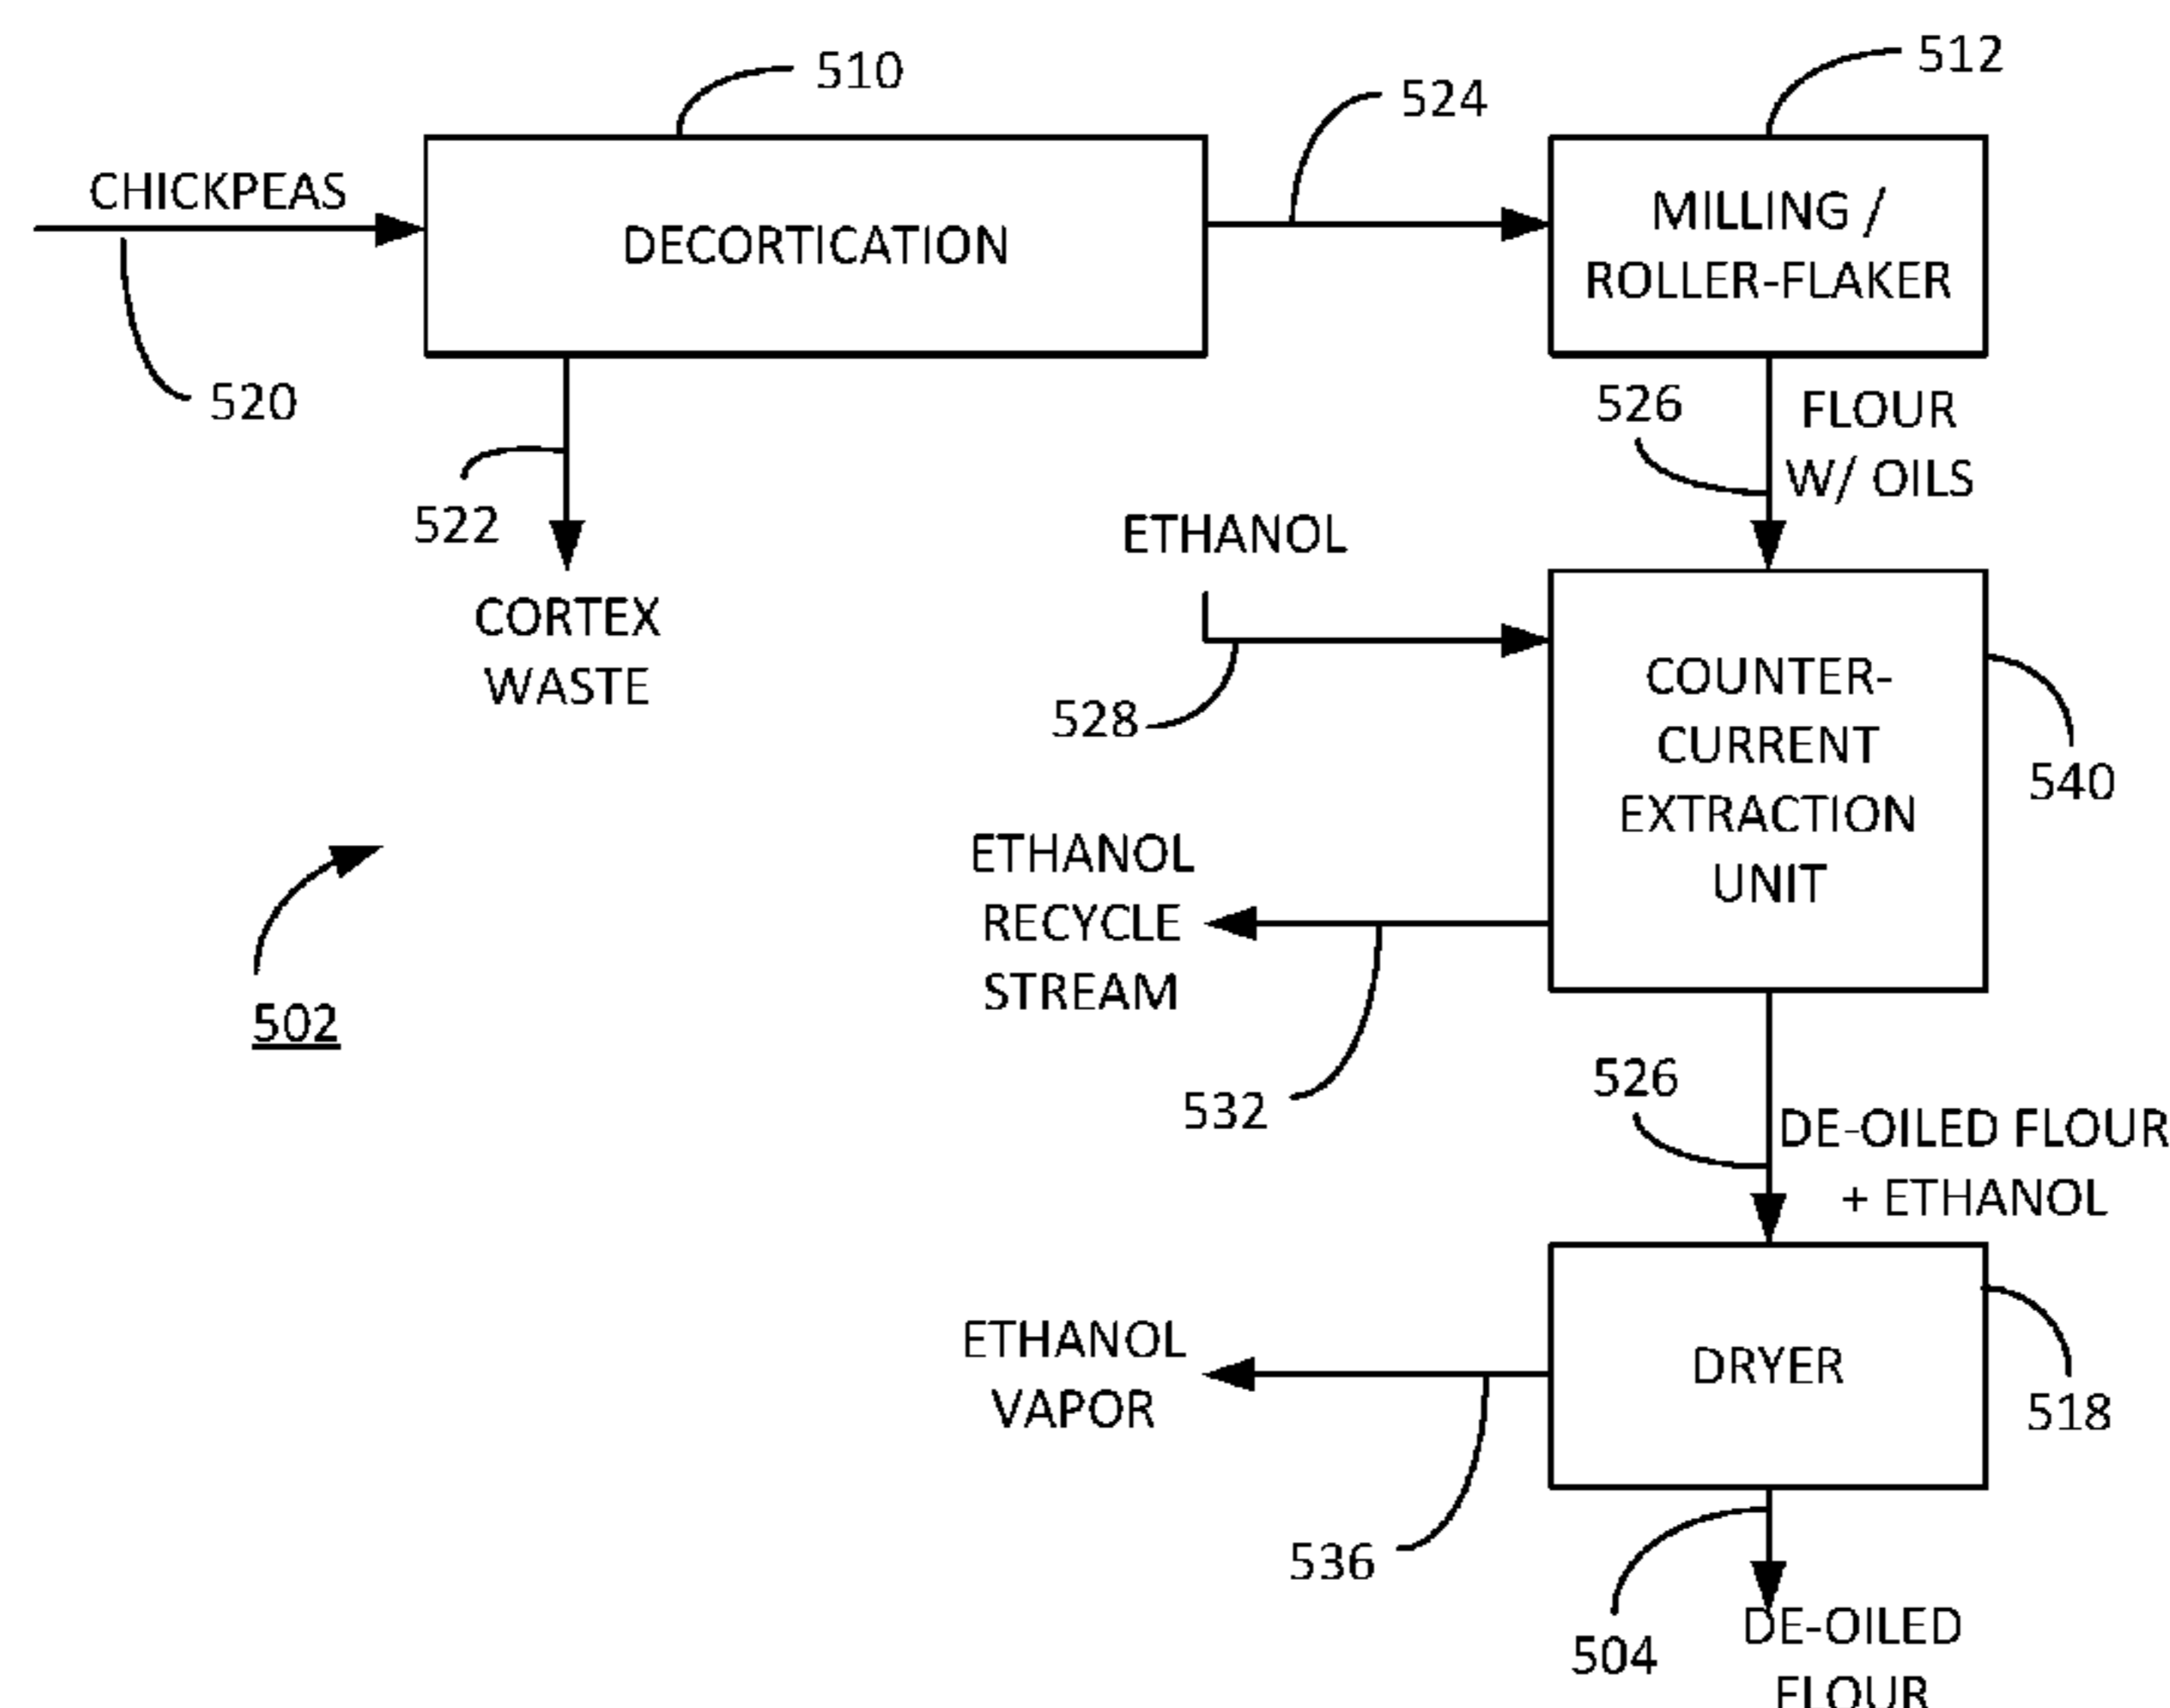 510
512
524
CHICKPEAS
DECORTICATION
MILLING /
ROLLER-FLAKER
520
522
CORTEX
WASTE
526
FLOUR
W/ OILS
ETHANOL
528
COUNTER-
CURRENT
EXTRACTION
UNIT
540
ETHANOL
RECYCLE
STREAM
532
502
526
DE-OILED FLOUR
+ ETHANOL
ETHANOL
VAPOR
DRYER
518
536
504
DE-OILED
FLOUR